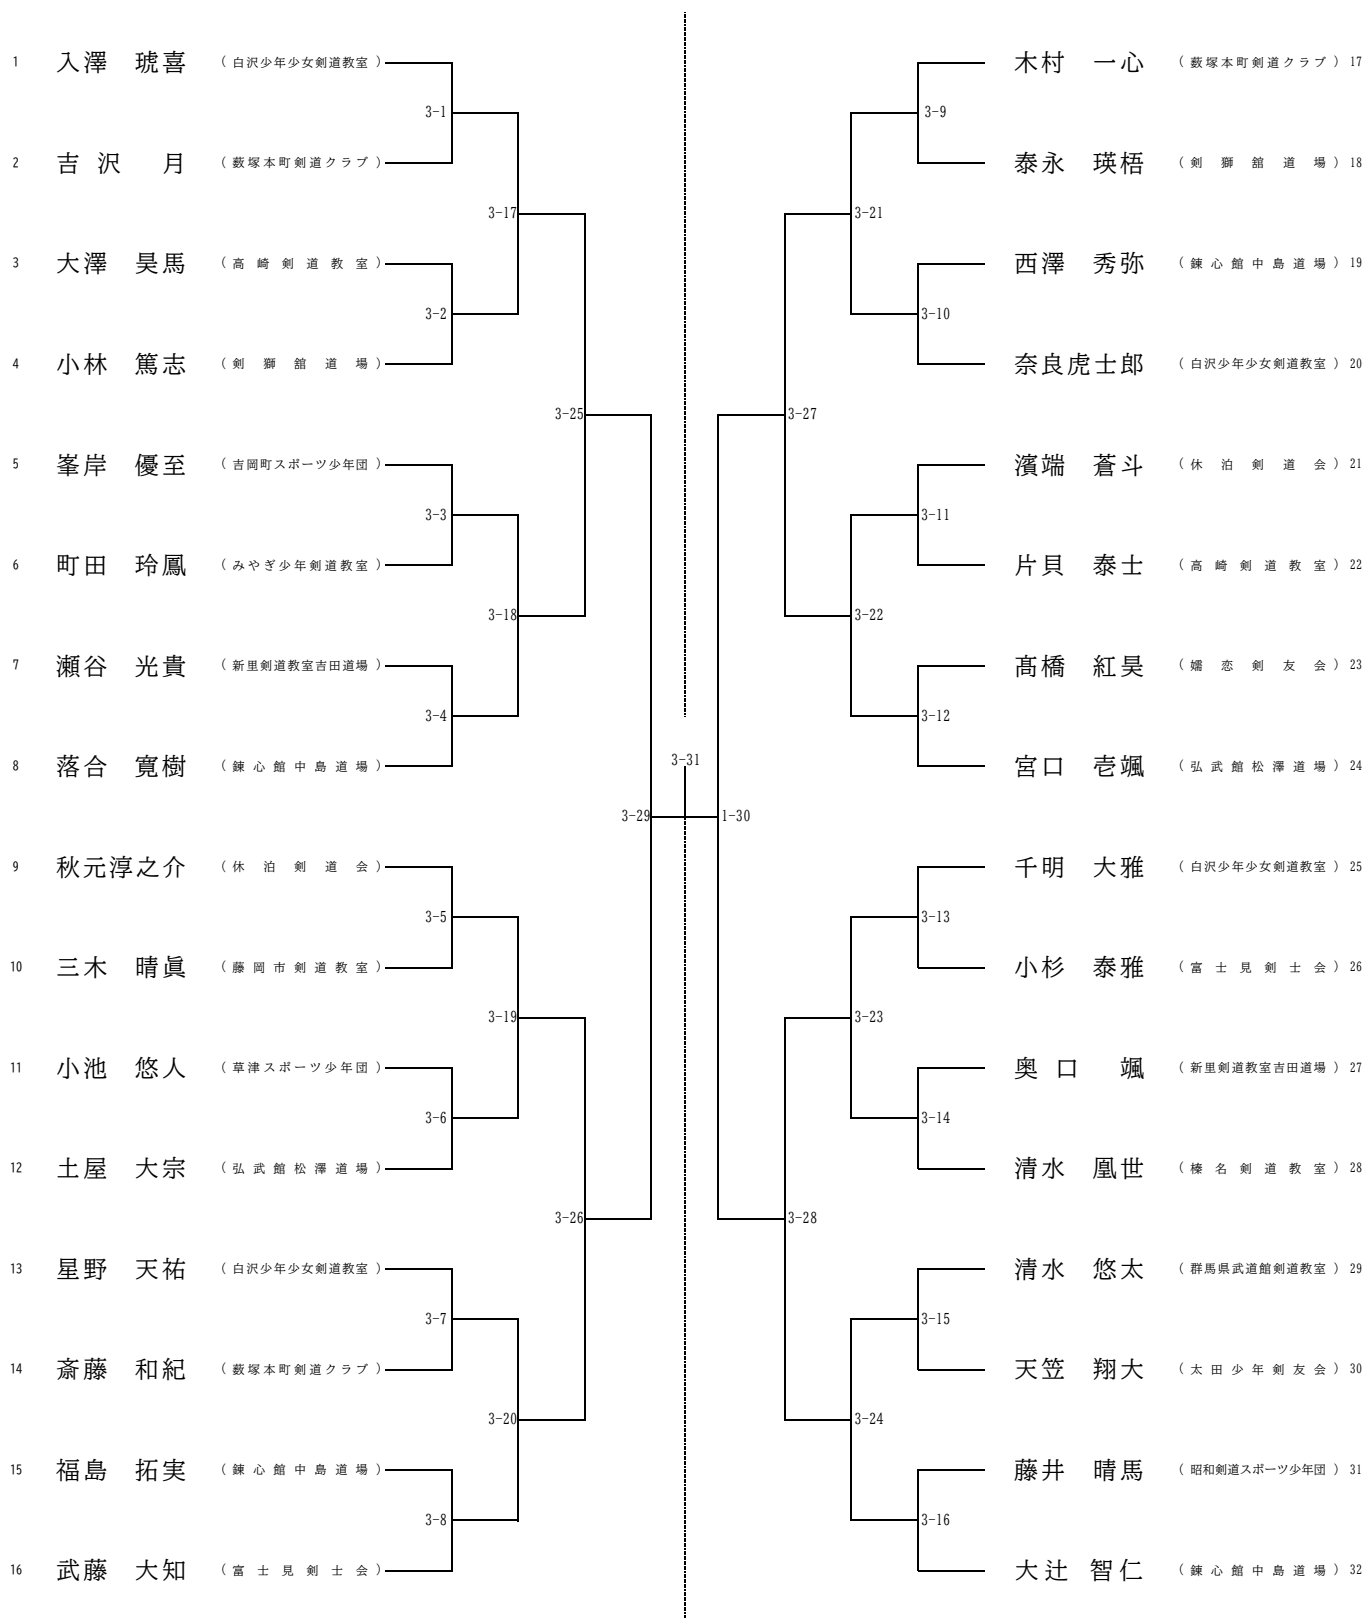 1 入澤 琥喜 (白沢少年少女剣道教室)
3-1
2 吉沢 月 (薮塚本町剣道クラブ)
3-17
3 大澤 昊馬 (高崎剣道教室)
3-2
4 小林 篤志 (剣獅舘道場)
3-25
5 峯岸 優至 (吉岡町スポーツ少年団)
3-3
6 町田 玲鳳 (みやぎ少年剣道教室)
3-18
7 瀬谷 光貴 (新里剣道教室吉田道場)
3-4
8 落合 寛樹 (錬心館中島道場)
3-29
9 秋元淳之介 (休泊剣道会)
3-5
10 三木 晴眞 (藤岡市剣道教室)
3-19
11 小池 悠人 (草津スポーツ少年団)
3-6
12 土屋 大宗 (弘武館松澤道場)
3-26
13 星野 天祐 (白沢少年少女剣道教室)
3-7
14 斎藤 和紀 (薮塚本町剣道クラブ)
3-20
15 福島 拓実 (錬心館中島道場)
3-8
16 武藤 大知 (富士見剣士会)
3-31
木村 一心 (薮塚本町剣道クラブ) 17
3-9
泰永 瑛梧 (剣獅舘道場) 18
3-21
西澤 秀弥 (錬心館中島道場) 19
3-10
奈良虎士郎 (白沢少年少女剣道教室) 20
3-27
濱端 蒼斗 (休泊剣道会) 21
3-11
片貝 泰士 (高崎剣道教室) 22
3-22
髙橋 紅昊 (嬬恋剣友会) 23
3-12
宮口 壱颯 (弘武館松澤道場) 24
1-30
千明 大雅 (白沢少年少女剣道教室) 25
3-13
小杉 泰雅 (富士見剣士会) 26
3-23
奥口 颯 (新里剣道教室吉田道場) 27
3-14
清水 凰世 (榛名剣道教室) 28
3-28
清水 悠太 (群馬県武道館剣道教室) 29
3-15
天笠 翔大 (太田少年剣友会) 30
3-24
藤井 晴馬 (昭和剣道スポーツ少年団) 31
3-16
大辻 智仁 (錬心館中島道場) 32